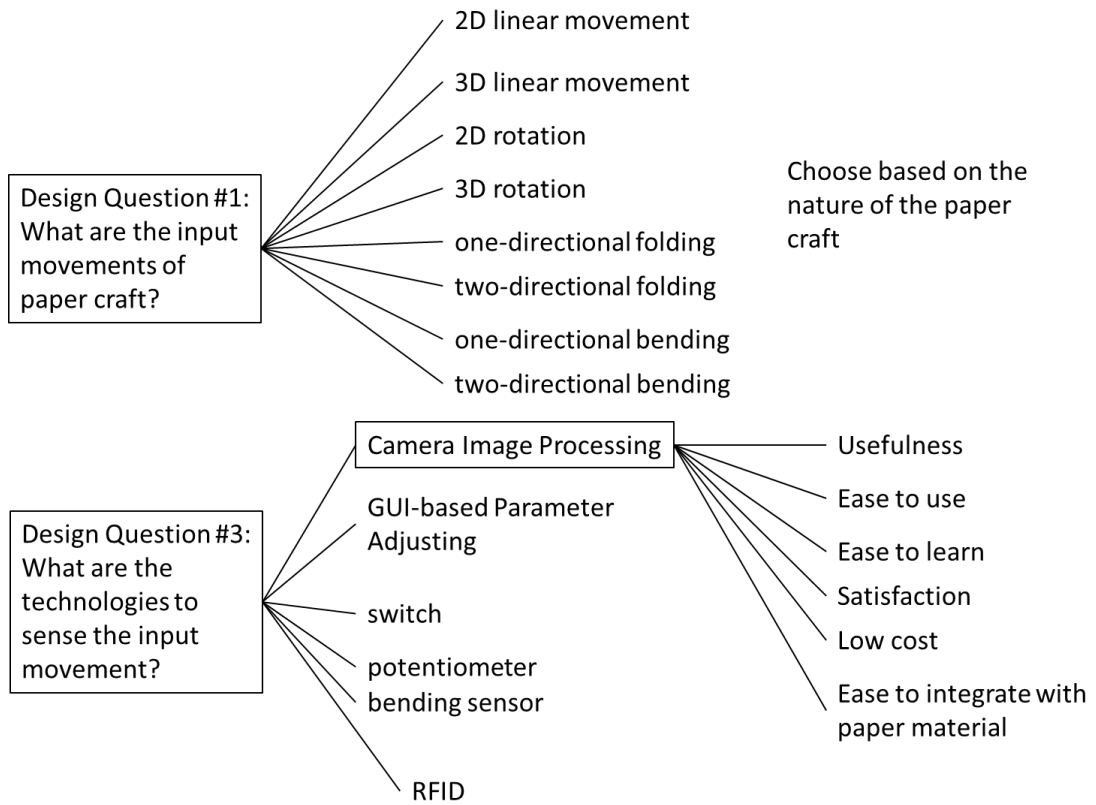 Design Question #1:
What are the input
movements of
paper craft?
2D linear movement
3D linear movement
2D rotation
3D rotation
one-directional folding
two-directional folding
one-directional bending
two-directional bending
Choose based on the
nature of the paper
craft
Design Question #3:
What are the
technologies to
sense the input
movement?
Camera Image Processing
GUI-based Parameter
Adjusting
switch
potentiometer
bending sensor
RFID
Usefulness
Ease to use
Ease to learn
Satisfaction
Low cost
Ease to integrate with
paper material